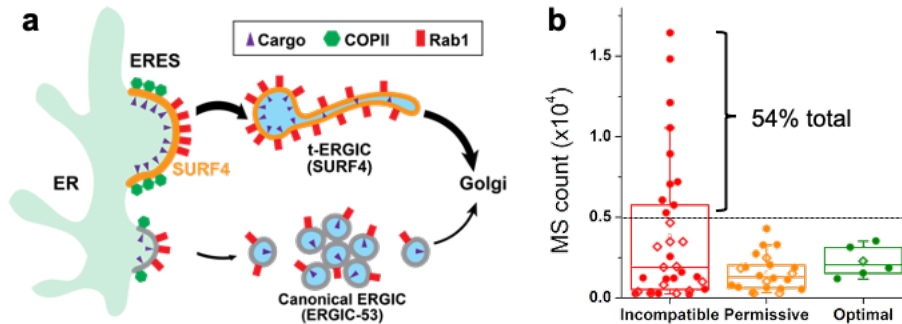 a
Cargo COPII Rab1
ERES
SURF4
ER
t-ERGIC
(SURF4)
Golgi
Canonical ERGIC
(ERGIC-53)
b
MS count (x10⁴)
1.5
1.0
0.5
0.0
54% total
Incompatible Permissive Optimal